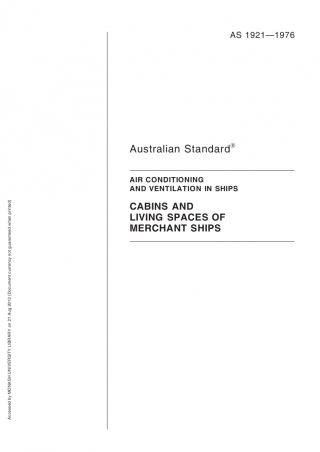 AS 1921—1976
Australian Standard®
AIR CONDITIONING
AND VENTILATION IN SHIPS
CABINS AND
LIVING SPACES OF
MERCHANT SHIPS
Accessed by MONASH UNIVERSITY LIBRARY on 21 Aug 2013 (Document currency not guaranteed when printed)